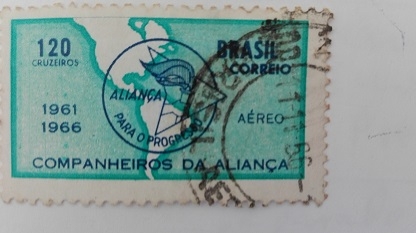 120
CRUZEIROS
BRASIL
CORREIO
ALIANÇA
PARA O PROGRESSO
1961
1966
AÉREO
COMPANHEIROS DA ALIANÇA